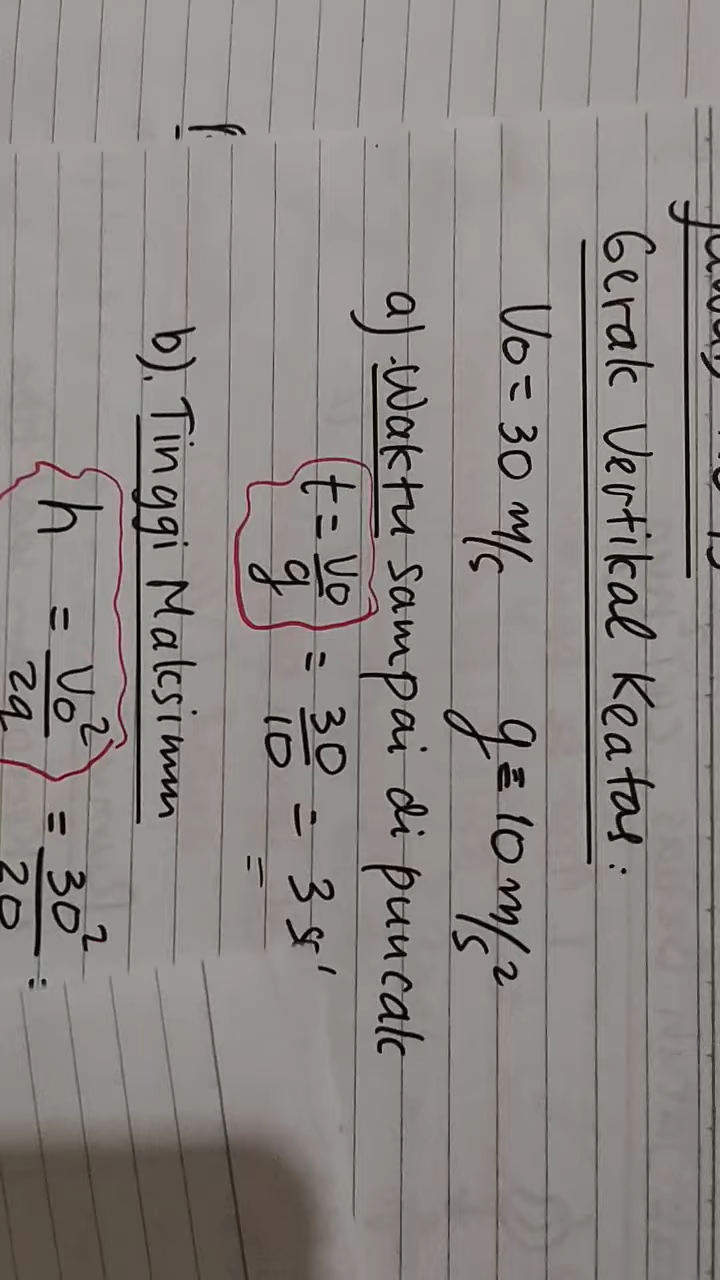 Gerak Vertikal Keatas:
Vo = 30 m/s g = 10 m/s²
a) Waktu sampai di puncak
t = Vo/g = 30/10 = 3 s
b). Tinggi Maksimum
h = Vo²/2g = 30²/20 =